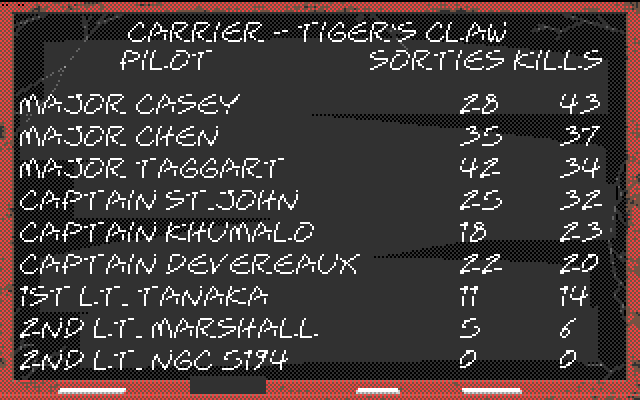 CARRIER -- TIGER'S CLAW
PILOT SORTIES KILLS
MAJOR CASEY 28 43
MAJOR CHEN 35 37
MAJOR TAGGART 42 34
CAPTAIN ST.JOHN 25 32
CAPTAIN KHUMALO 18 23
CAPTAIN DEVEREAUX 22 20
1ST LT. TANAKA 11 14
2ND LT. MARSHALL 5 6
2ND LT. NGC 5194 0 0